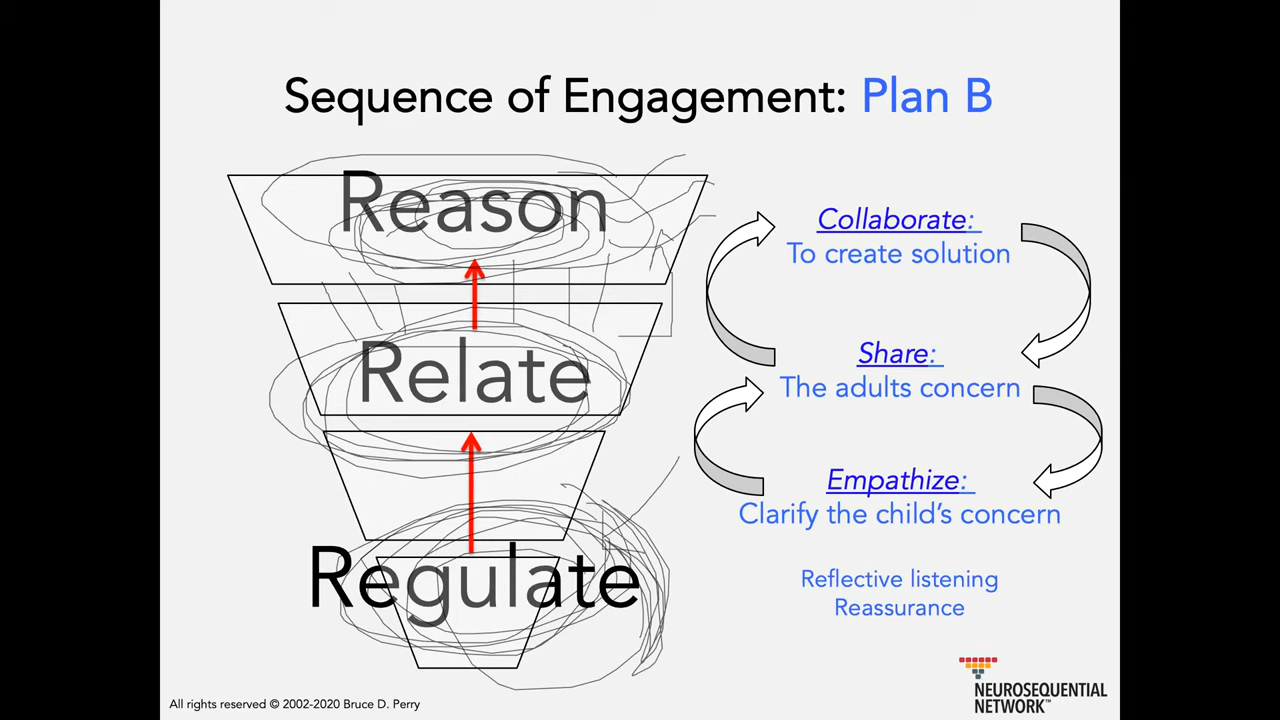 Sequence of Engagement: Plan B
Reason
Relate
Regulate
Collaborate:
To create solution
Share:
The adults concern
Empathize:
Clarify the child's concern
Reflective listening
Reassurance
All rights reserved © 2002-2020 Bruce D. Perry
NEUROSEQUENTIAL
NETWORK™